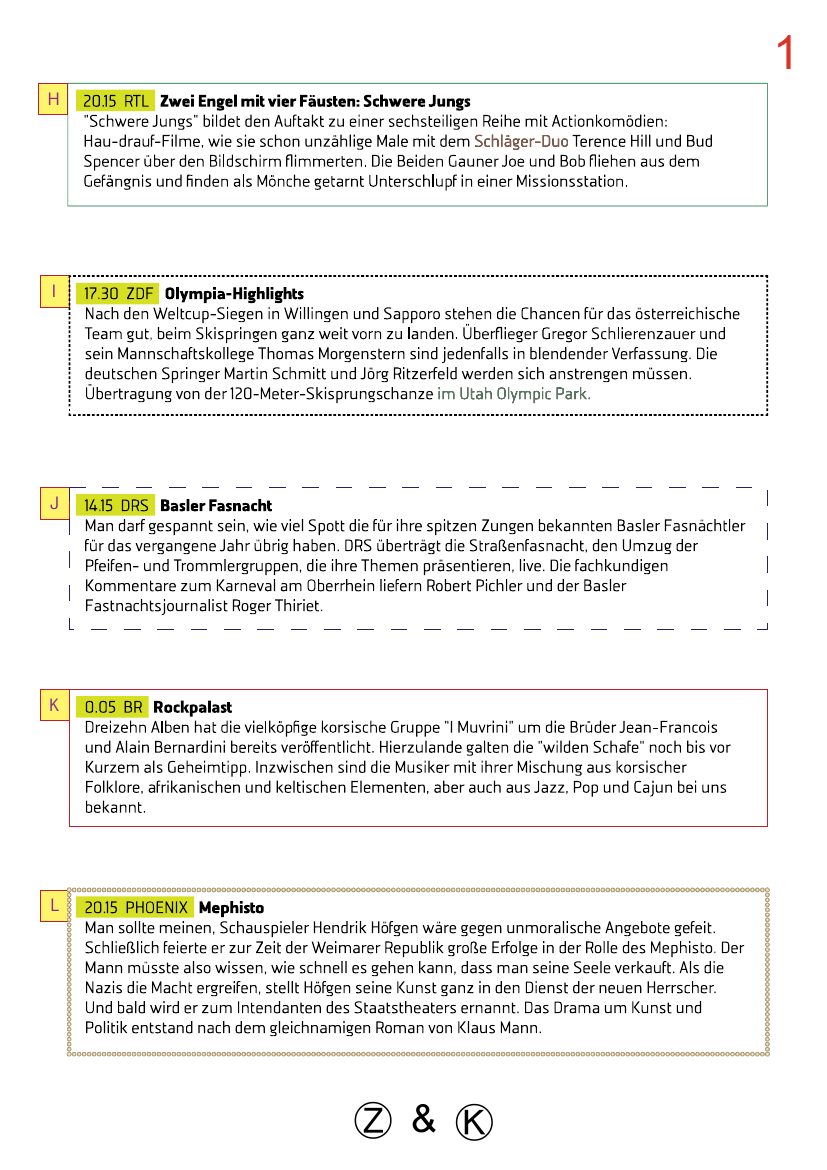 1
H
20.15 RTL Zwei Engel mit vier Fäusten: Schwere Jungs
"Schwere Jungs" bildet den Auftakt zu einer sechsteiligen Reihe mit Actionkomödien:
Hau-drauf-Filme, wie sie schon unzählige Male mit dem Schläger-Duo Terence Hill und Bud
Spencer über den Bildschirm flimmerten. Die Beiden Gauner Joe und Bob fliehen aus dem
Gefängnis und finden als Mönche getarnt Unterschlupf in einer Missionsstation.
I
17.30 ZDF Olympia-Highlights
Nach den Weltcup-Siegen in Willingen und Sapporo stehen die Chancen für das österreichische
Team gut, beim Skispringen ganz weit vorn zu landen. Überflieger Gregor Schlierenzauer und
sein Mannschaftskollege Thomas Morgenstern sind jedenfalls in blendender Verfassung. Die
deutschen Springer Martin Schmitt und Jörg Ritzerfeld werden sich anstrengen müssen.
Übertragung von der 120-Meter-Skisprungschanze im Utah Olympic Park.
J
14.15 DRS Basler Fasnacht
Man darf gespannt sein, wie viel Spott die für ihre spitzen Zungen bekannten Basler Fasnächtler
für das vergangene Jahr übrig haben. DRS überträgt die Straßenfasnacht, den Umzug der
Pfeifen- und Trommlergruppen, die ihre Themen präsentieren, live. Die fachkundigen
Kommentare zum Karneval am Oberrhein liefern Robert Pichler und der Basler
Fastnachtsjournalist Roger Thiriet.
K
0.05 BR Rockpalast
Dreizehn Alben hat die vielköpfige korsische Gruppe "I Muvrini" um die Brüder Jean-Francois
und Alain Bernardini bereits veröffentlicht. Hierzulande galten die "wilden Schafe" noch bis vor
Kurzem als Geheimtipp. Inzwischen sind die Musiker mit ihrer Mischung aus korsischer
Folklore, afrikanischen und keltischen Elementen, aber auch aus Jazz, Pop und Cajun bei uns
bekannt.
L
20.15 PHOENIX Mephisto
Man sollte meinen, Schauspieler Hendrik Höfgen wäre gegen unmoralische Angebote gefeit.
Schließlich feierte er zur Zeit der Weimarer Republik große Erfolge in der Rolle des Mephisto. Der
Mann müsste also wissen, wie schnell es gehen kann, dass man seine Seele verkauft. Als die
Nazis die Macht ergreifen, stellt Höfgen seine Kunst ganz in den Dienst der neuen Herrscher.
Und bald wird er zum Intendanten des Staatstheaters ernannt. Das Drama um Kunst und
Politik entstand nach dem gleichnamigen Roman von Klaus Mann.
Z & K